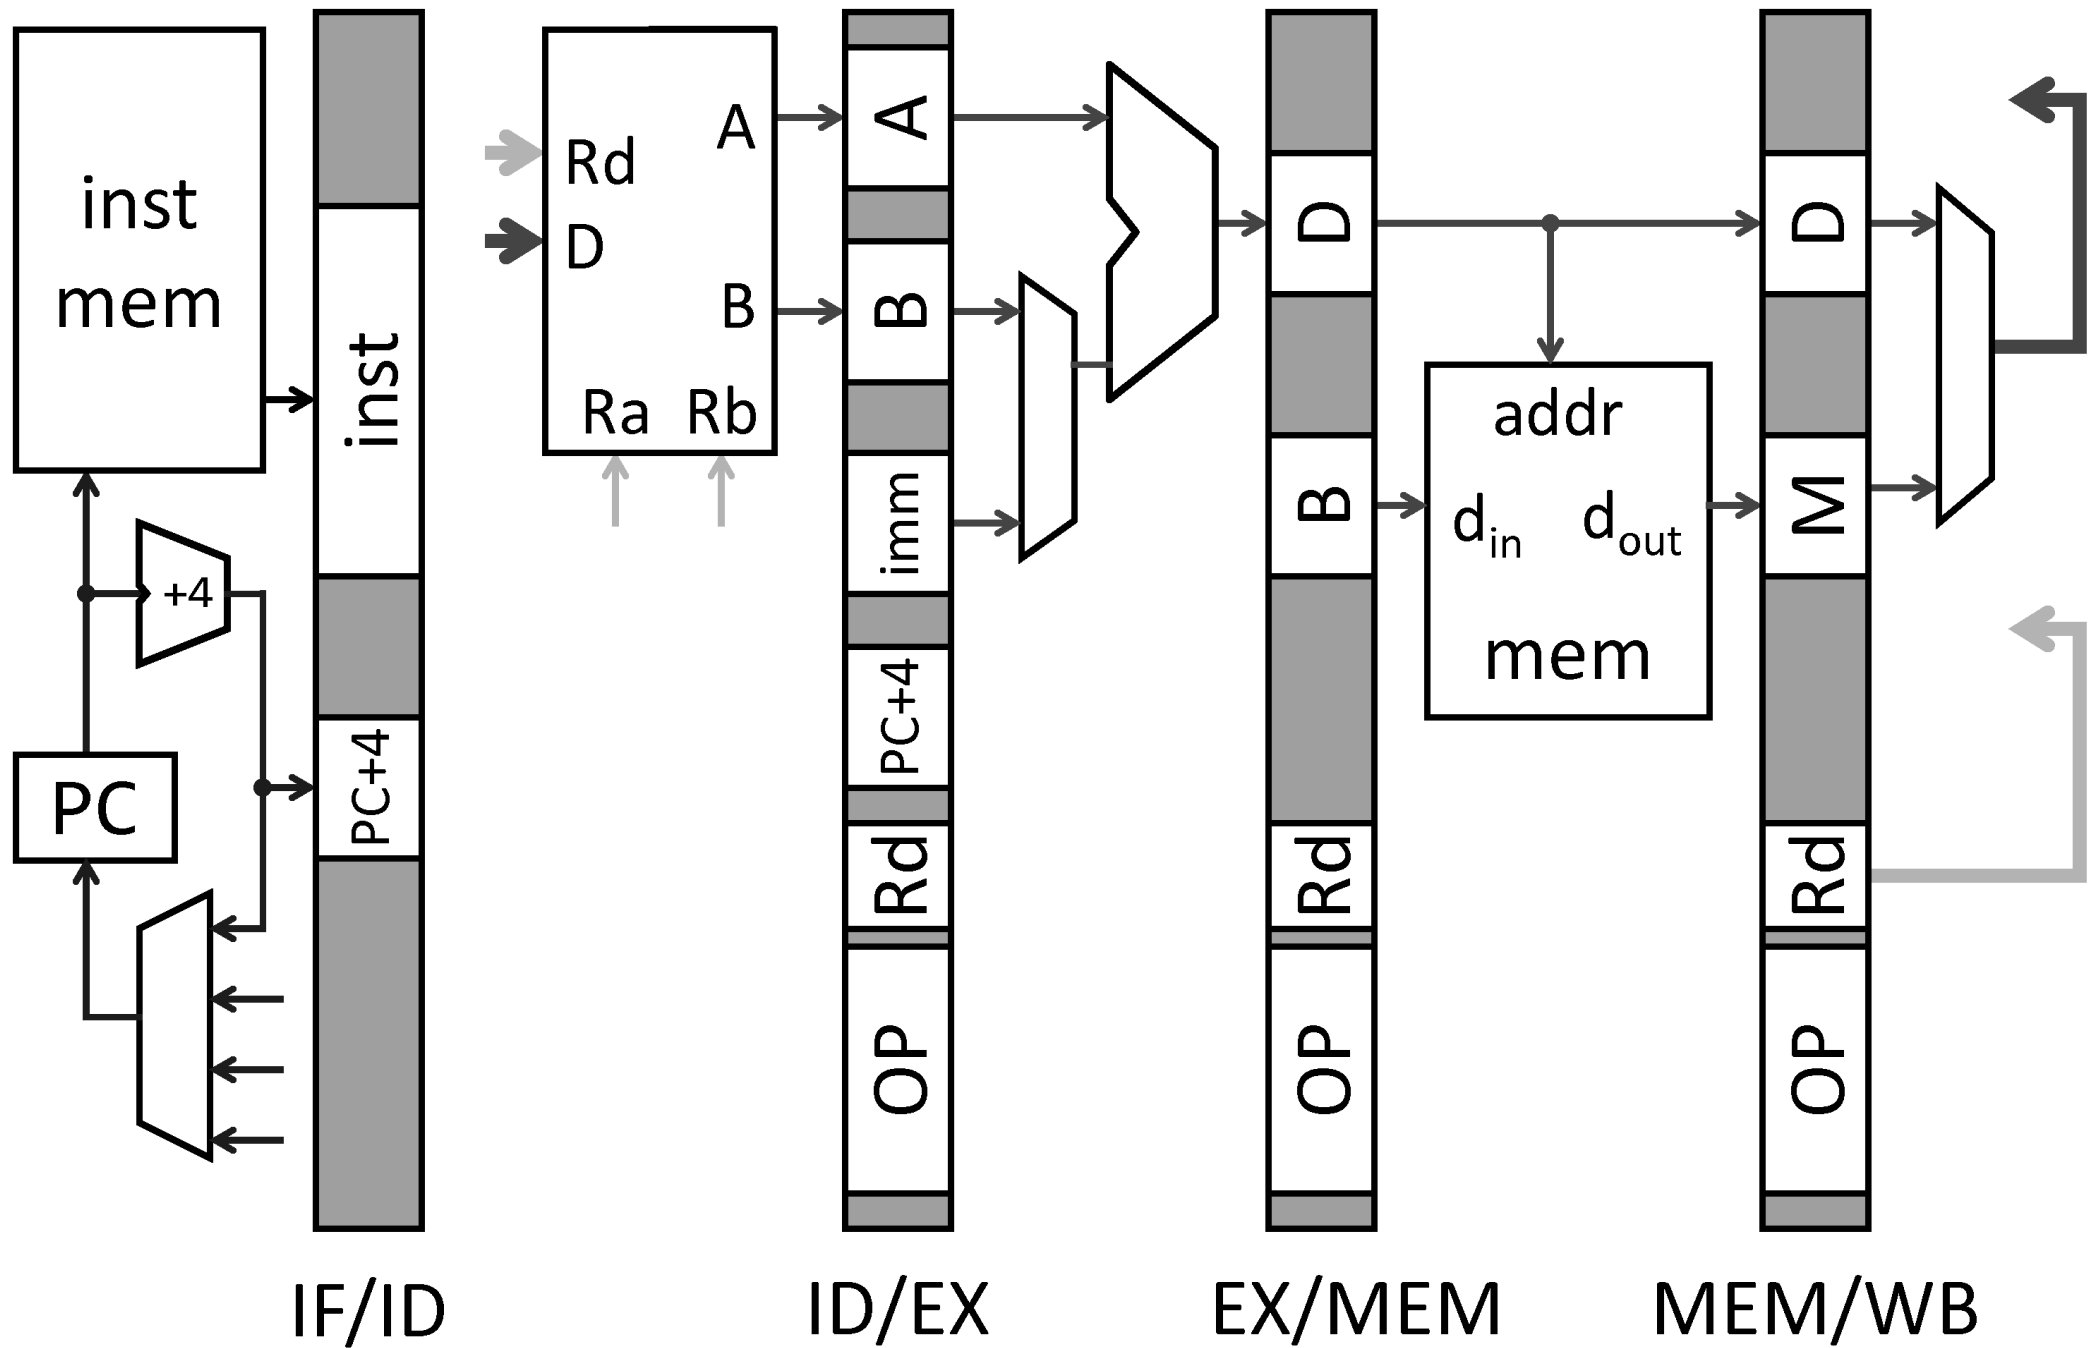 inst
mem
+4
PC
inst
PC+4
IF/ID
Rd
D
A
B
Ra Rb
A
B
imm
PC+4
Rd
OP
ID/EX
D
B
Rd
OP
EX/MEM
addr
din dout
mem
D
M
Rd
OP
MEM/WB